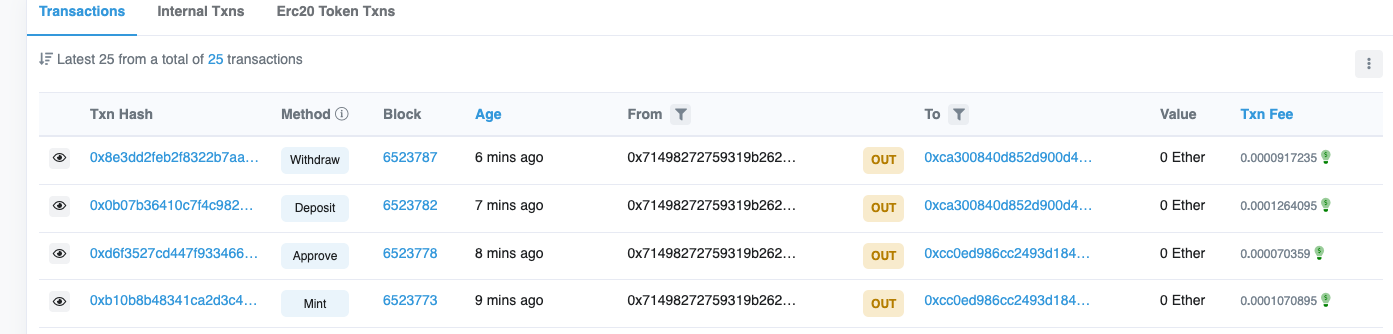 Transactions Internal Txns Erc20 Token Txns
Latest 25 from a total of 25 transactions
Txn Hash Method Block Age From To Value Txn Fee
0x8e3dd2feb2f8322b7aa... Withdraw 6523787 6 mins ago 0x71498272759319b262... OUT 0xca300840d852d900d4... 0 Ether 0.0000917235
0x0b07b36410c7f4c982... Deposit 6523782 7 mins ago 0x71498272759319b262... OUT 0xca300840d852d900d4... 0 Ether 0.0001264095
0xd6f3527cd447f933466... Approve 6523778 8 mins ago 0x71498272759319b262... OUT 0xcc0ed986cc2493d184... 0 Ether 0.000070359
0xb10b8b48341ca2d3c4... Mint 6523773 9 mins ago 0x71498272759319b262... OUT 0xcc0ed986cc2493d184... 0 Ether 0.0001070895